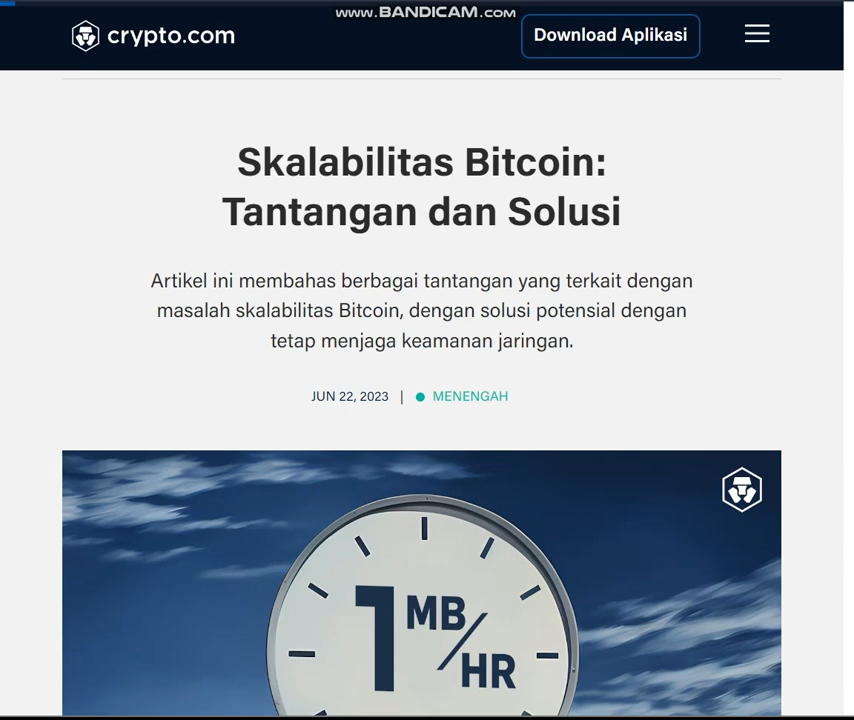 www.BANDICAM.com
crypto.com
Download Aplikasi
Skalabilitas Bitcoin:
Tantangan dan Solusi
Artikel ini membahas berbagai tantangan yang terkait dengan
masalah skalabilitas Bitcoin, dengan solusi potensial dengan
tetap menjaga keamanan jaringan.
JUN 22, 2023 | ● MENENGAH
1 MB/HR